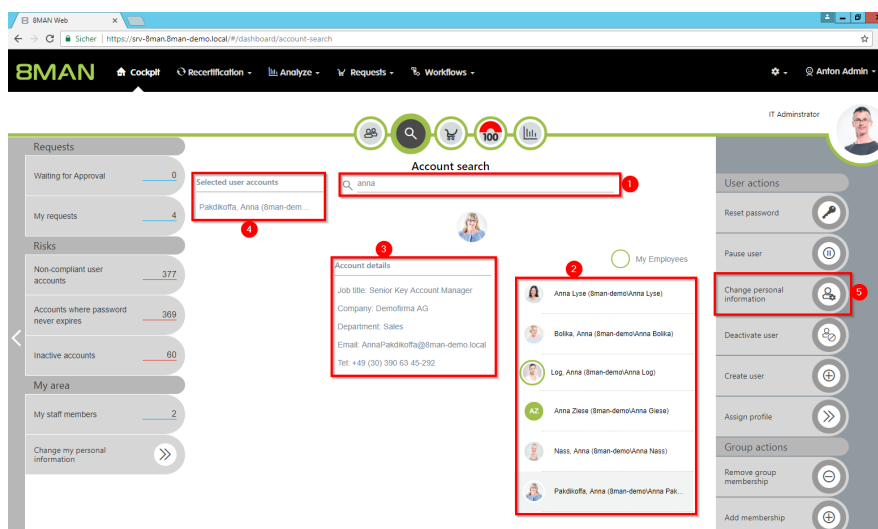 8MAN Web
Sicher
https://srv-8man.8man-demo.local/#/dashboard/account-search
8MAN
Cockpit
Recertification
Analyze
Requests
Workflows
Anton Admin
IT Adminstrator
100
Account search
Requests
Waiting for Approval 0
My requests 4
Risks
Non-compliant user
accounts
377
Accounts where password
never expires
369
Inactive accounts 60
My area
My staff members 2
Change my personal
information
Selected user accounts
Pakdikoffa, Anna (8man-dem...
4
anna
1
3
Account details
Job title: Senior Key Account Manager
Company: Demofirma AG
Department: Sales
Email: AnnaPakdikoffa@8man-demo.local
Tel: +49 (30) 390 63 45-292
My Employees
2
Anna Lyse (8man-demo\Anna Lyse)
Bolika, Anna (8man-demo\Anna Bolika)
Log, Anna (8man-demo\Anna Log)
AZ
Anna Ziese (8man-demo\Anna Giese)
Nass, Anna (8man-demo\Anna Nass)
Pakdikoffa, Anna (8man-demo\Anna Pak...
User actions
Reset password
Pause user
Change personal
information
5
Deactivate user
Create user
Assign profile
Group actions
Remove group
membership
Add membership